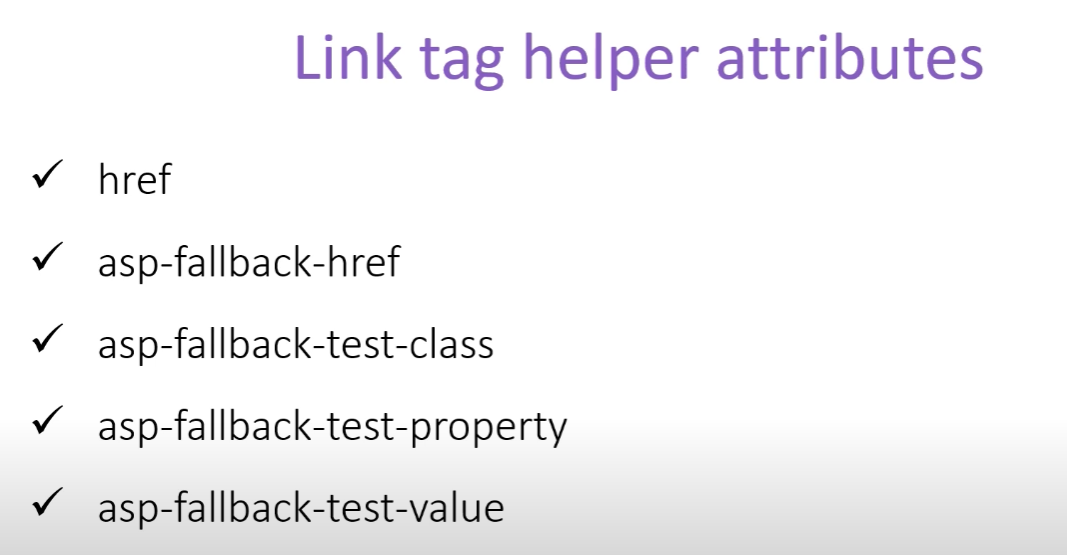 Link tag helper attributes
href
asp-fallback-href
asp-fallback-test-class
asp-fallback-test-property
asp-fallback-test-value